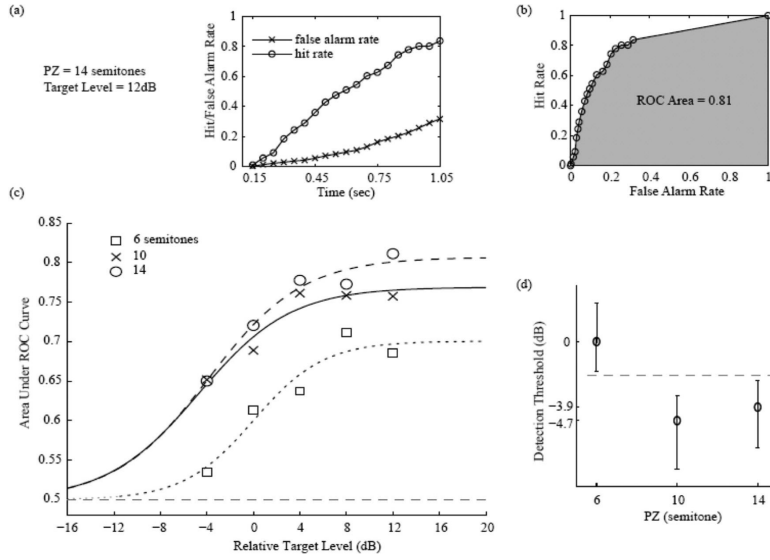 (a)
PZ = 14 semitones
Target Level = 12dB
Hit/False Alarm Rate
1
0.8
0.6
0.4
0.2
0
false alarm rate
hit rate
0.15 0.45 0.75 1.05
Time (sec)
(b)
Hit Rate
1
0.8
0.6
0.4
0.2
0
ROC Area = 0.81
0 0.2 0.4 0.6 0.8 1
False Alarm Rate
(c)
Area Under ROC Curve
0.85
0.8
0.75
0.7
0.65
0.6
0.55
0.5
6 semitones
10
14
−16 −12 −8 −4 0 4 8 12 16 20
Relative Target Level (dB)
(d)
Detection Threshold (dB)
0
−3.9
−4.7
6 10 14
PZ (semitone)